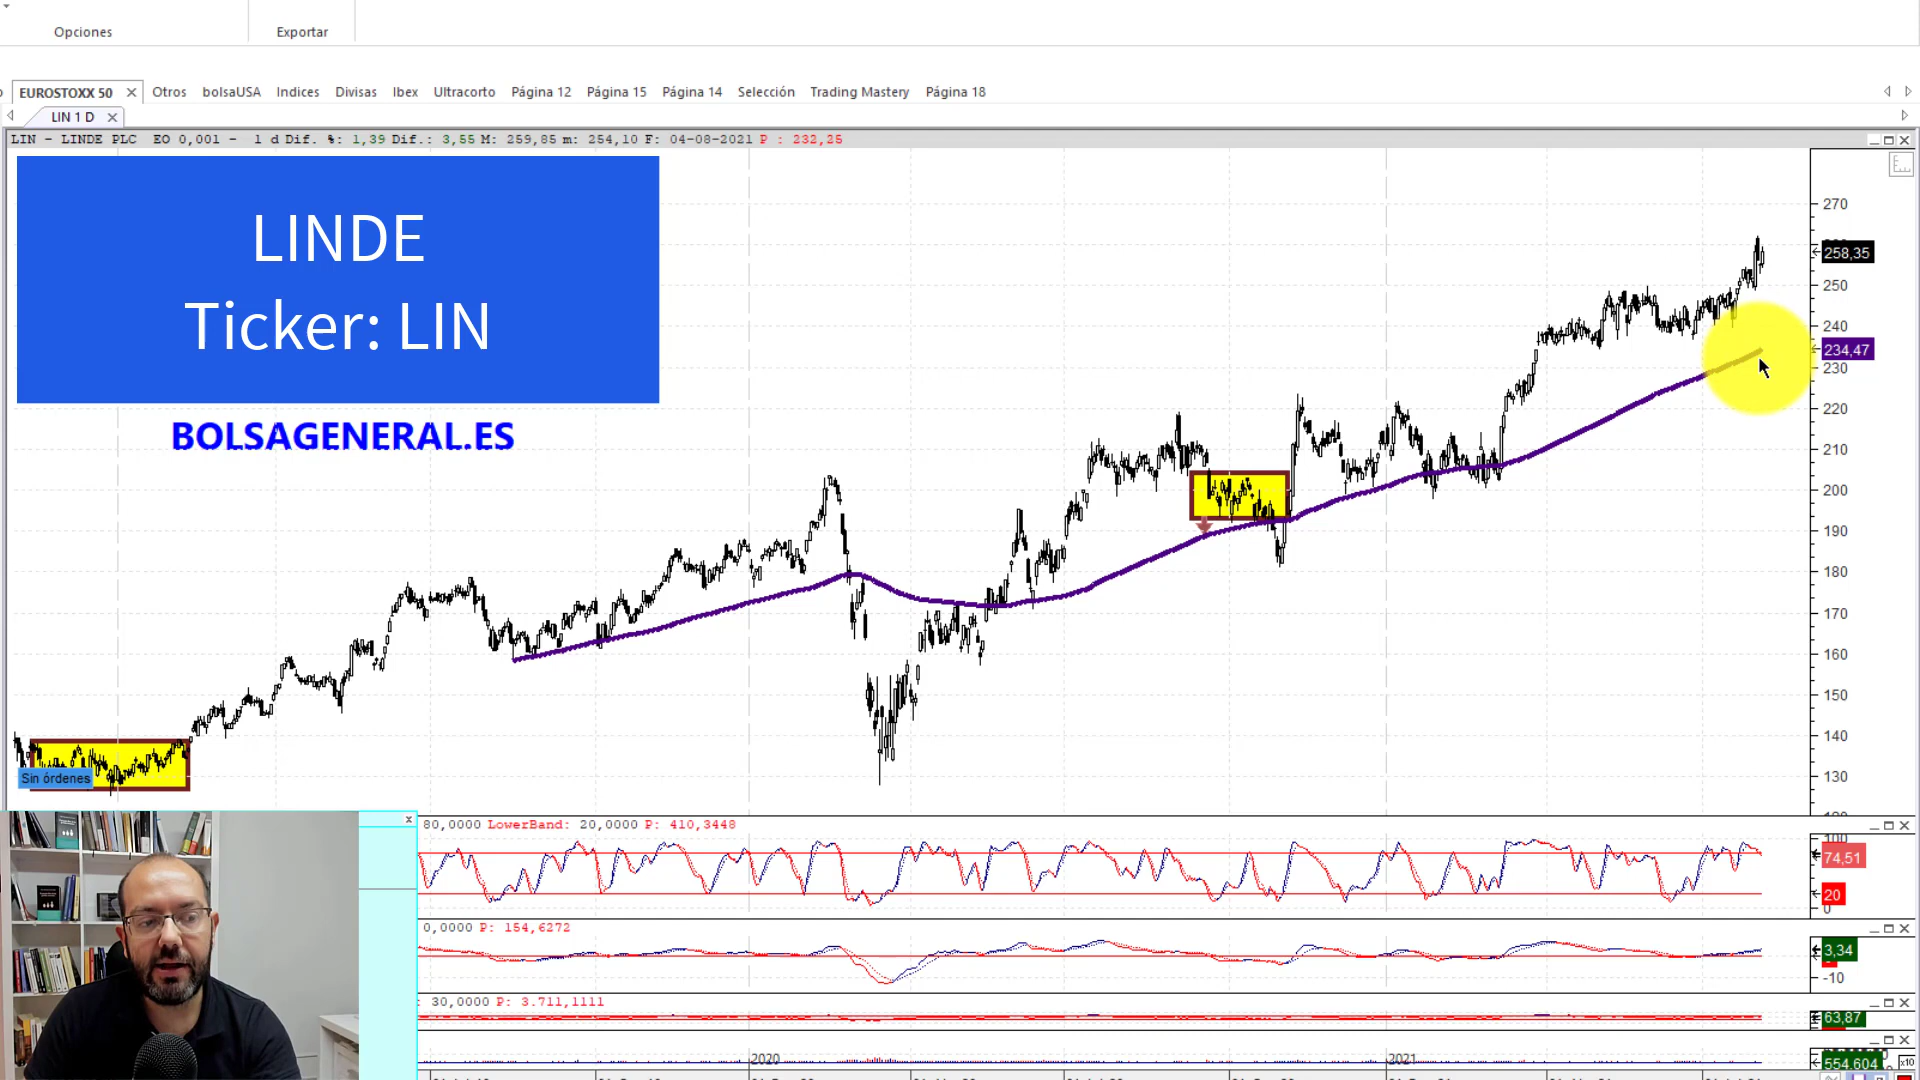 Opciones
Exportar
EUROSTOXX 50 Otros bolsaUSA Indices Divisas Ibex Ultracorto Página 12 Página 15 Página 14 Selección Trading Mastery Página 18
LIN 1 D
LIN - LINDE PLC EO 0,001 - 1 d Dif. %: 1,39 Dif.: 3,55 M: 259,85 m: 254,10 F: 04-08-2021 P : 232,25
LINDE
Ticker: LIN
BOLSAGENERAL.ES
270
258,35
250
240
234,47
230
220
210
200
190
180
170
160
150
140
130
Sin órdenes
80,0000 LowerBand: 20,0000 P: 410,3448
100
74,51
20
0
0,0000 P: 154,6272
3,34
-10
: 30,0000 P: 3.711,1111
63,87
2020
2021
554.604
x10